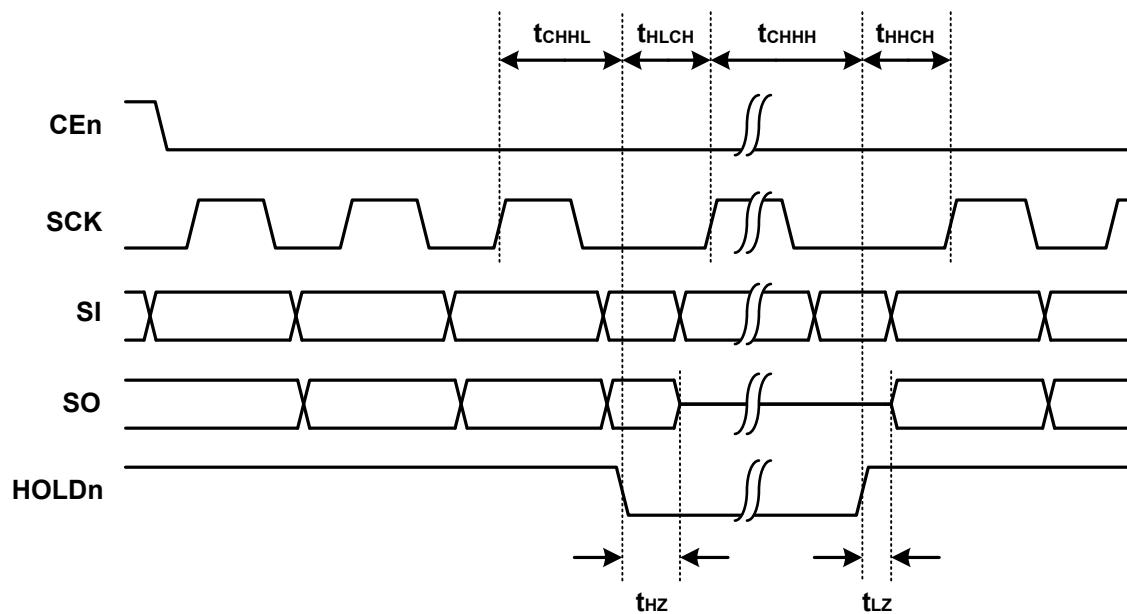 tCHHL tHLCH tCHHH tHHCH
CEn
SCK
SI
SO
HOLDn
tHZ tLZ